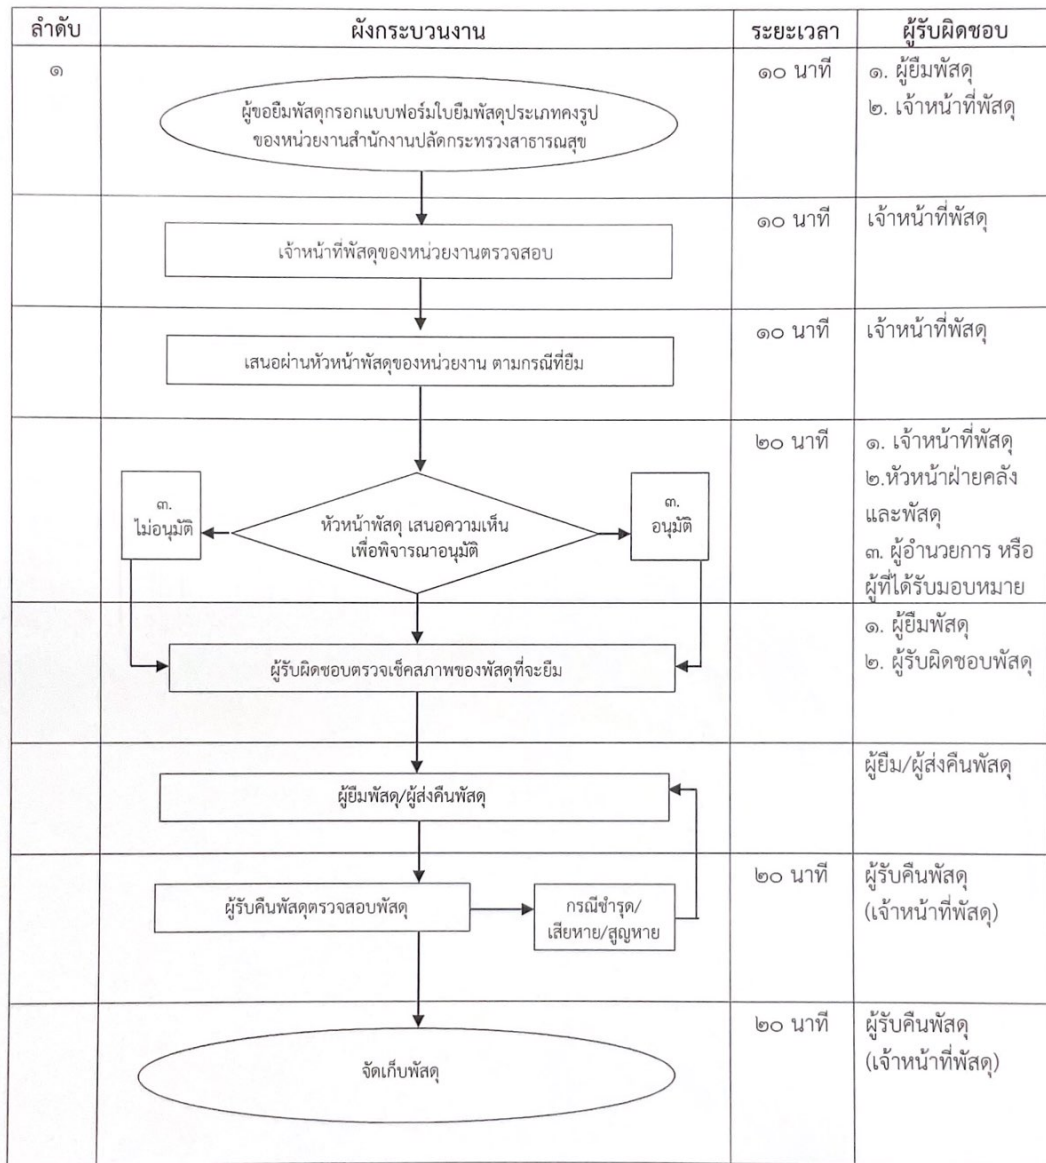 ลำดับ ผังกระบวนงาน ระยะเวลา ผู้รับผิดชอบ
๑
ผู้ขอยืมพัสดุกรอกแบบฟอร์มใบยืมพัสดุประเภทคงรูป
ของหน่วยงานสำนักงานปลัดกระทรวงสาธารณสุข
๑๐ นาที
๑. ผู้ยืมพัสดุ
๒. เจ้าหน้าที่พัสดุ
เจ้าหน้าที่พัสดุของหน่วยงานตรวจสอบ
๑๐ นาที
เจ้าหน้าที่พัสดุ
เสนอผ่านหัวหน้าพัสดุของหน่วยงาน ตามกรณีที่ยืม
๑๐ นาที
เจ้าหน้าที่พัสดุ
๓.
ไม่อนุมัติ
หัวหน้าพัสดุ เสนอความเห็น
เพื่อพิจารณาอนุมัติ
๓.
อนุมัติ
๒๐ นาที
๑. เจ้าหน้าที่พัสดุ
๒.หัวหน้าฝ่ายคลัง
และพัสดุ
๓. ผู้อำนวยการ หรือ
ผู้ที่ได้รับมอบหมาย
ผู้รับผิดชอบตรวจเช็คสภาพของพัสดุที่จะยืม
๑. ผู้ยืมพัสดุ
๒. ผู้รับผิดชอบพัสดุ
ผู้ยืมพัสดุ/ผู้ส่งคืนพัสดุ
ผู้ยืม/ผู้ส่งคืนพัสดุ
ผู้รับคืนพัสดุตรวจสอบพัสดุ
กรณีชำรุด/
เสียหาย/สูญหาย
๒๐ นาที
ผู้รับคืนพัสดุ
(เจ้าหน้าที่พัสดุ)
จัดเก็บพัสดุ
๒๐ นาที
ผู้รับคืนพัสดุ
(เจ้าหน้าที่พัสดุ)